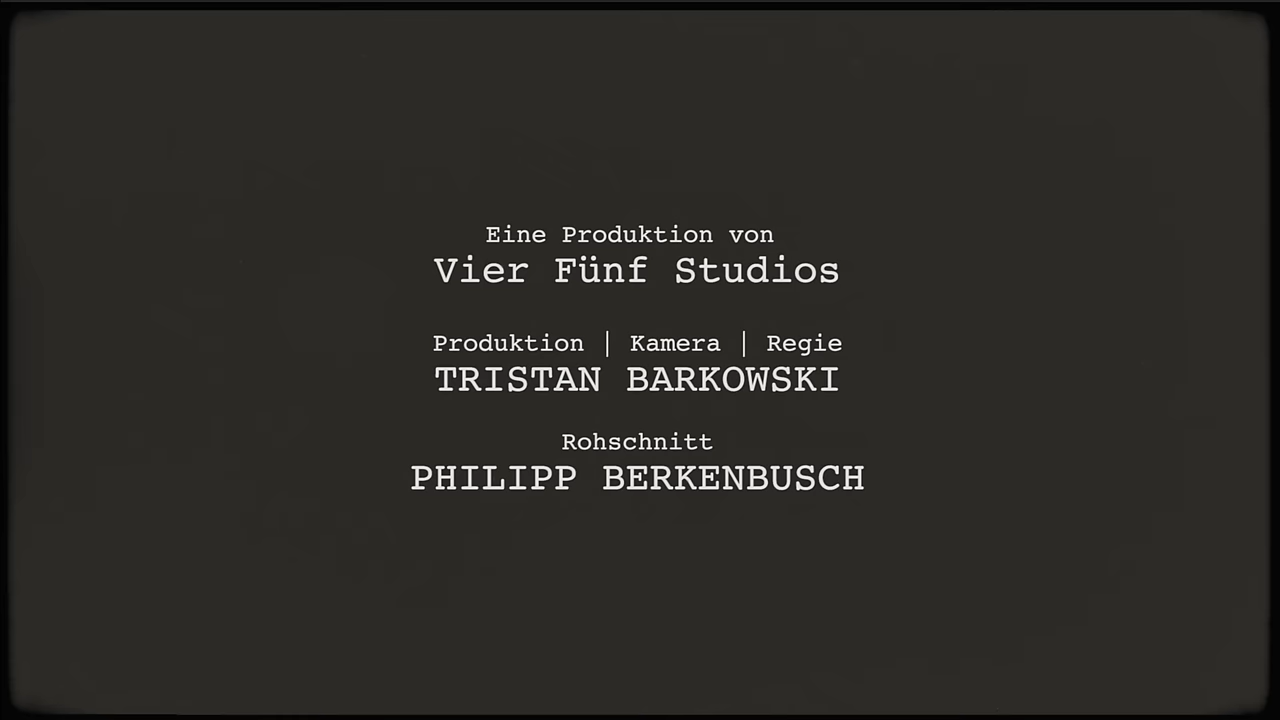 Eine Produktion von
Vier Fünf Studios
Produktion | Kamera | Regie
TRISTAN BARKOWSKI
Rohschnitt
PHILIPP BERKENBUSCH